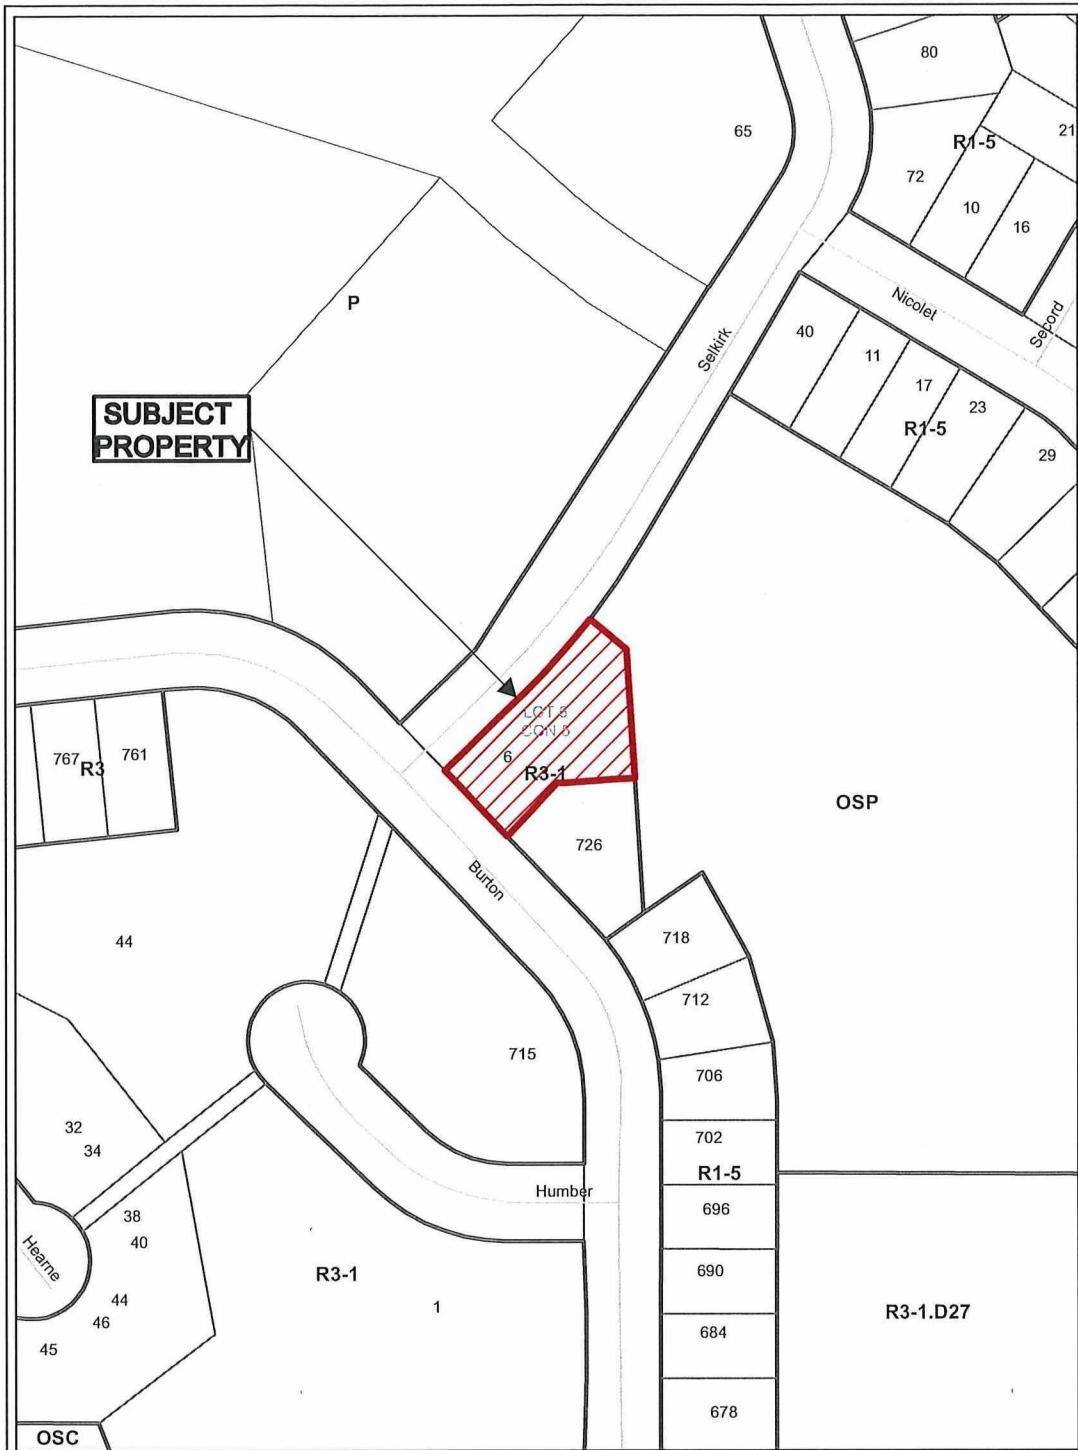 80
65
R1-5
21
72
10
16
Nicolet
Secord
P
Selkirk
40
11
17
23
R1-5
29
SUBJECT
PROPERTY
LOT 5
CON 5
6
R3-1
767
R3
761
OSP
726
Burton
44
718
712
715
706
32
34
702
R1-5
Humber
696
38
40
Hearne
R3-1
690
44
46
1
R3-1.D27
684
45
678
OSC